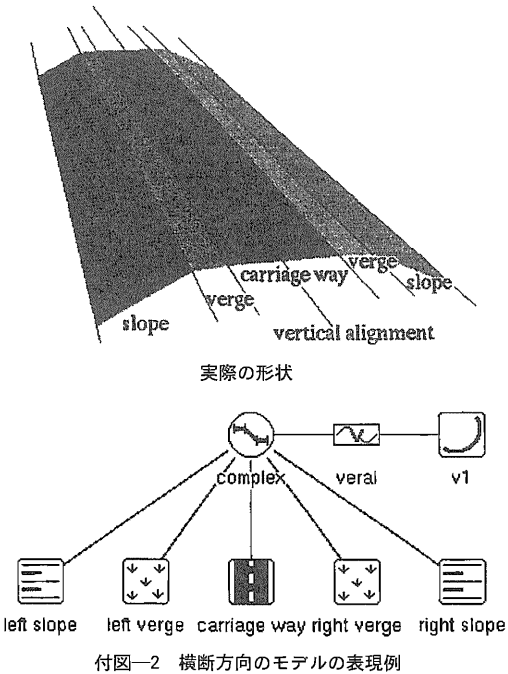 carriage way
verge
slope
verge
slope
vertical alignment
実際の形状
complex
veral
v1
left slope
left verge
carriage way
right verge
right slope
付図―2 横断方向のモデルの表現例